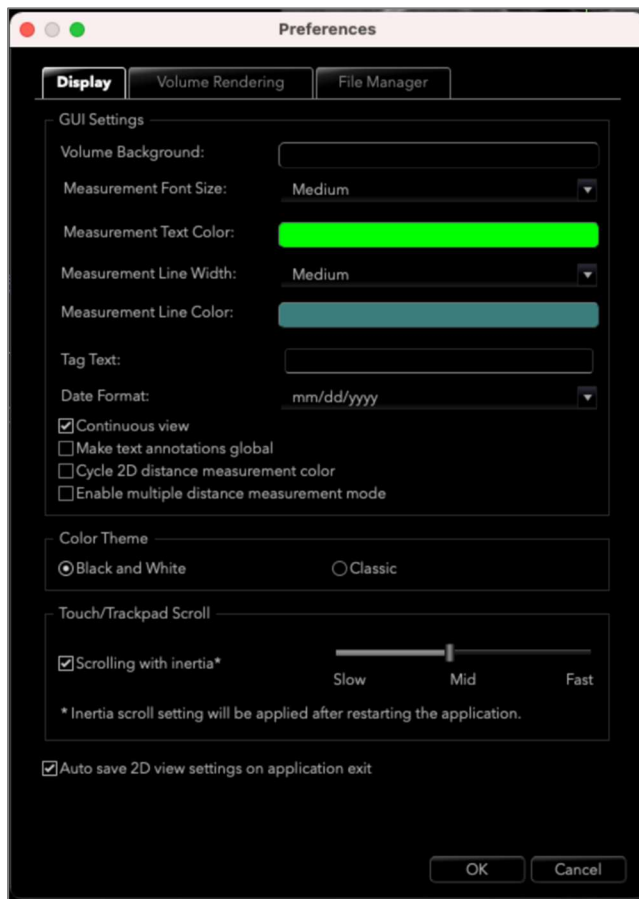 Preferences
Display Volume Rendering File Manager
GUI Settings
Volume Background:
Measurement Font Size: Medium
Measurement Text Color:
Measurement Line Width: Medium
Measurement Line Color:
Tag Text:
Date Format: mm/dd/yyyy
Continuous view
Make text annotations global
Cycle 2D distance measurement color
Enable multiple distance measurement mode
Color Theme
Black and White Classic
Touch/Trackpad Scroll
Scrolling with inertia*
Slow Mid Fast
* Inertia scroll setting will be applied after restarting the application.
Auto save 2D view settings on application exit
OK Cancel